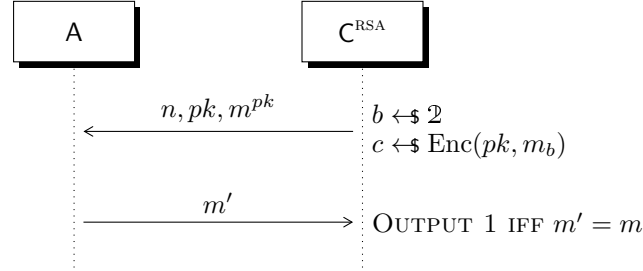 A
C^RSA
n, pk, m^pk
b ←$ 𝟚
c ←$ Enc(pk, m_b)
m′
OUTPUT 1 IFF m′ = m